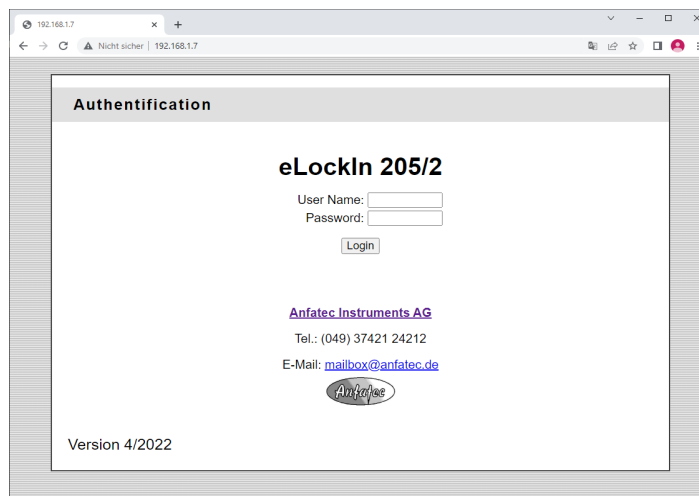 192.168.1.7
Nicht sicher | 192.168.1.7
Authentification
eLockIn 205/2
User Name:
Password:
Login
Anfatec Instruments AG
Tel.: (049) 37421 24212
E-Mail: mailbox@anfatec.de
Anfatec
Version 4/2022